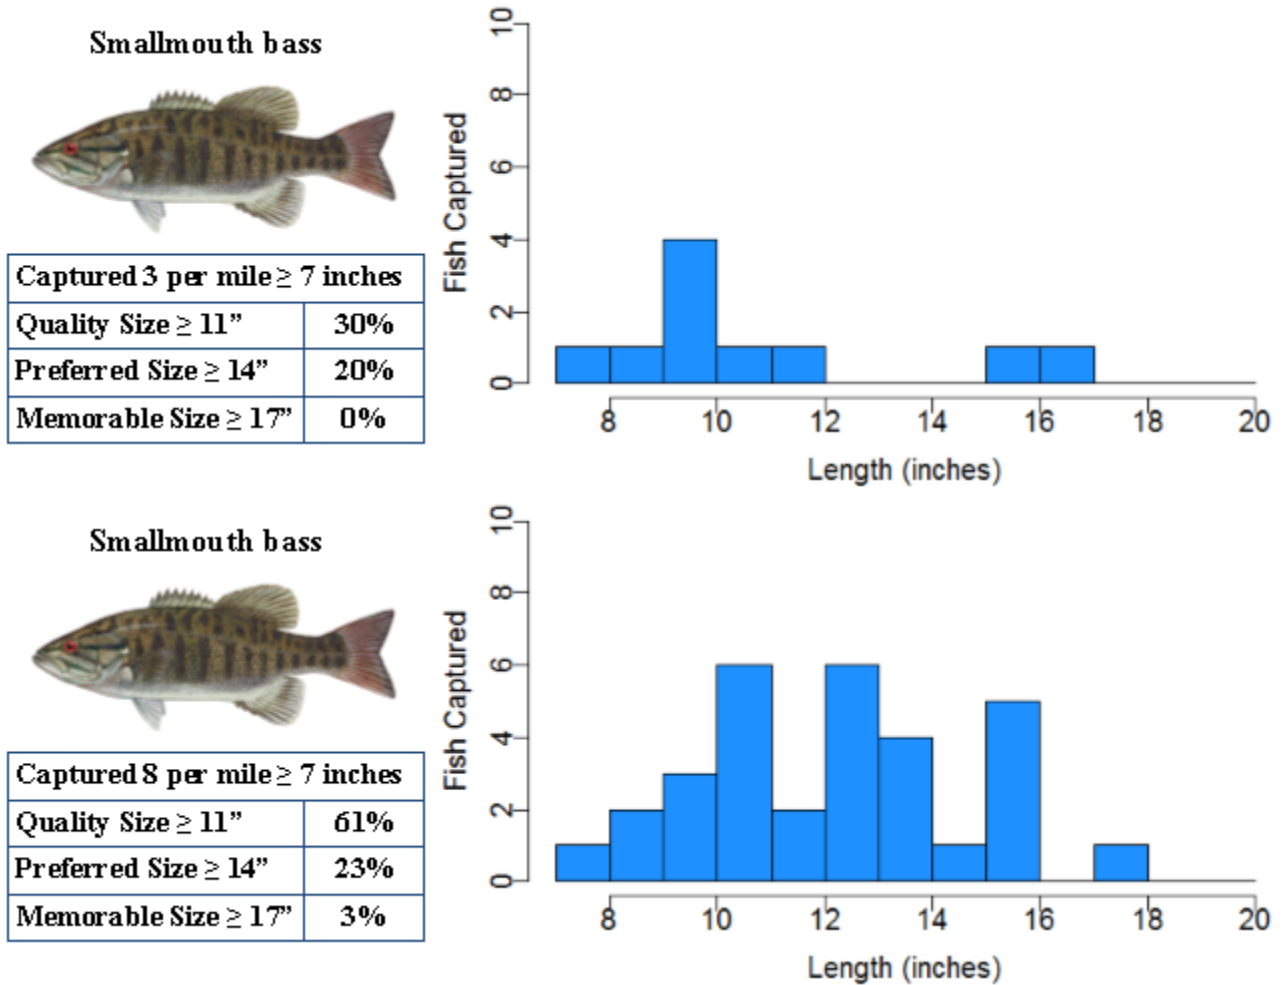 Smallmouth bass
Captured 3 per mile ≥ 7 inches
Quality Size ≥ 11” 30%
Preferred Size ≥ 14” 20%
Memorable Size ≥ 17” 0%
Fish Captured
0 2 4 6 8 10
8 10 12 14 16 18 20
Length (inches)
Smallmouth bass
Captured 8 per mile ≥ 7 inches
Quality Size ≥ 11” 61%
Preferred Size ≥ 14” 23%
Memorable Size ≥ 17” 3%
Fish Captured
0 2 4 6 8 10
8 10 12 14 16 18 20
Length (inches)